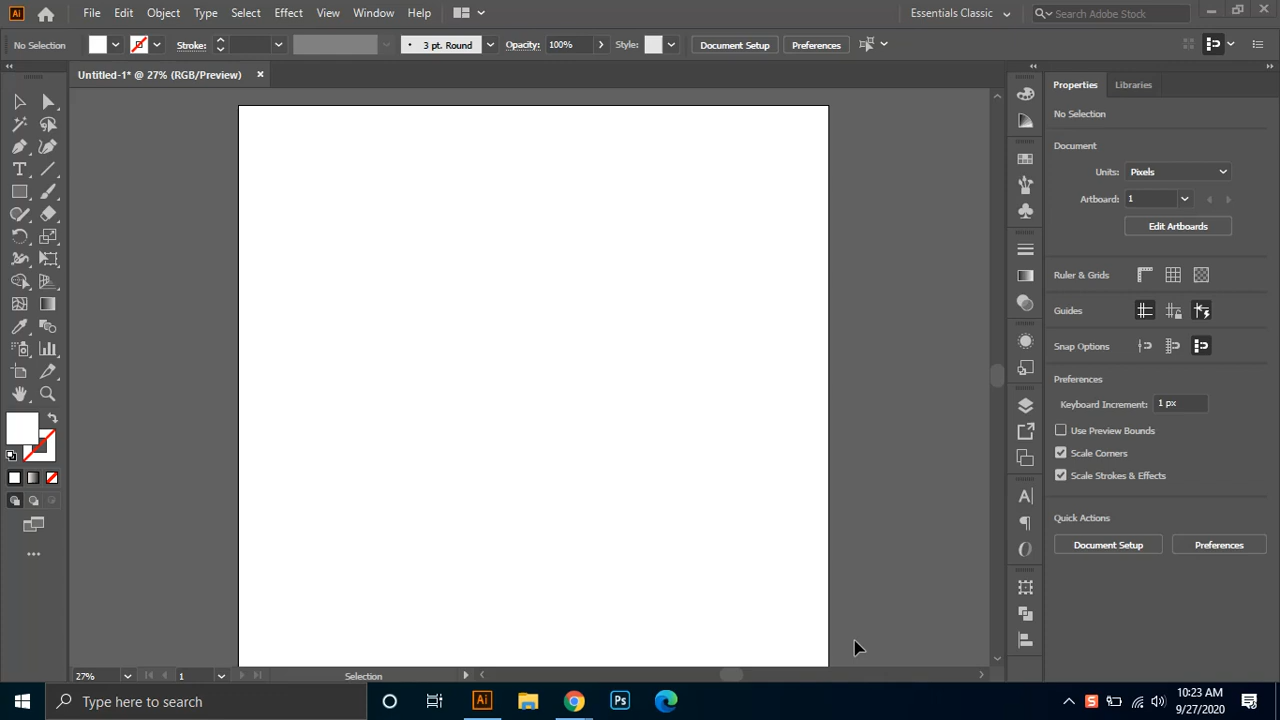 Ai File Edit Object Type Select Effect View Window Help Essentials Classic Search Adobe Stock
No Selection Stroke: 3 pt. Round Opacity: 100% Style: Document Setup Preferences
Untitled-1* @ 27% (RGB/Preview) ×
Properties Libraries
No Selection
Document
Units: Pixels
Artboard: 1
Edit Artboards
Ruler & Grids
Guides
Snap Options
Preferences
Keyboard Increment: 1 px
Use Preview Bounds
Scale Corners
Scale Strokes & Effects
Quick Actions
Document Setup Preferences
27% 1 Selection
Type here to search Ai Ps 6:23 AM
9/27/2020